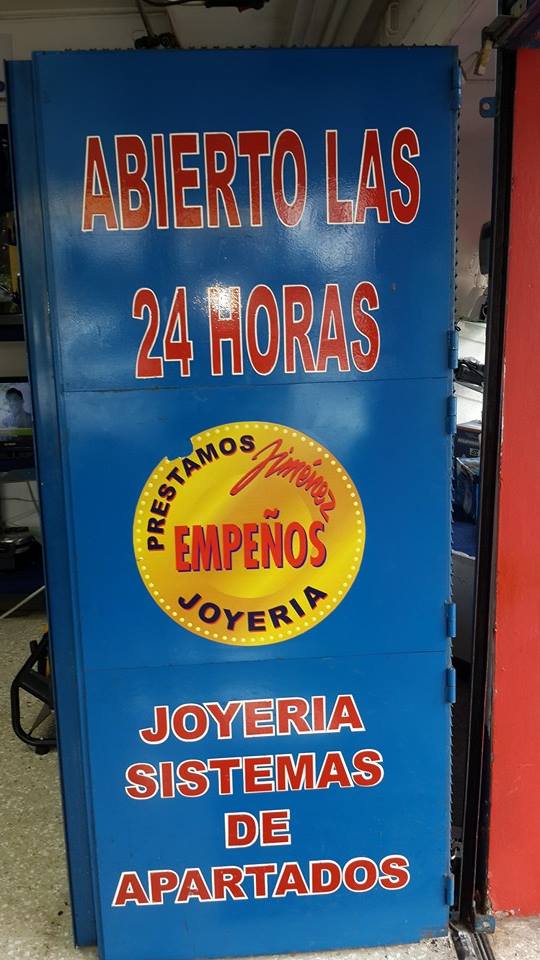 ABIERTO LAS
24 HORAS
PRESTAMOS
Jiménez
EMPEÑOS
JOYERIA
JOYERIA
SISTEMAS
DE
APARTADOS